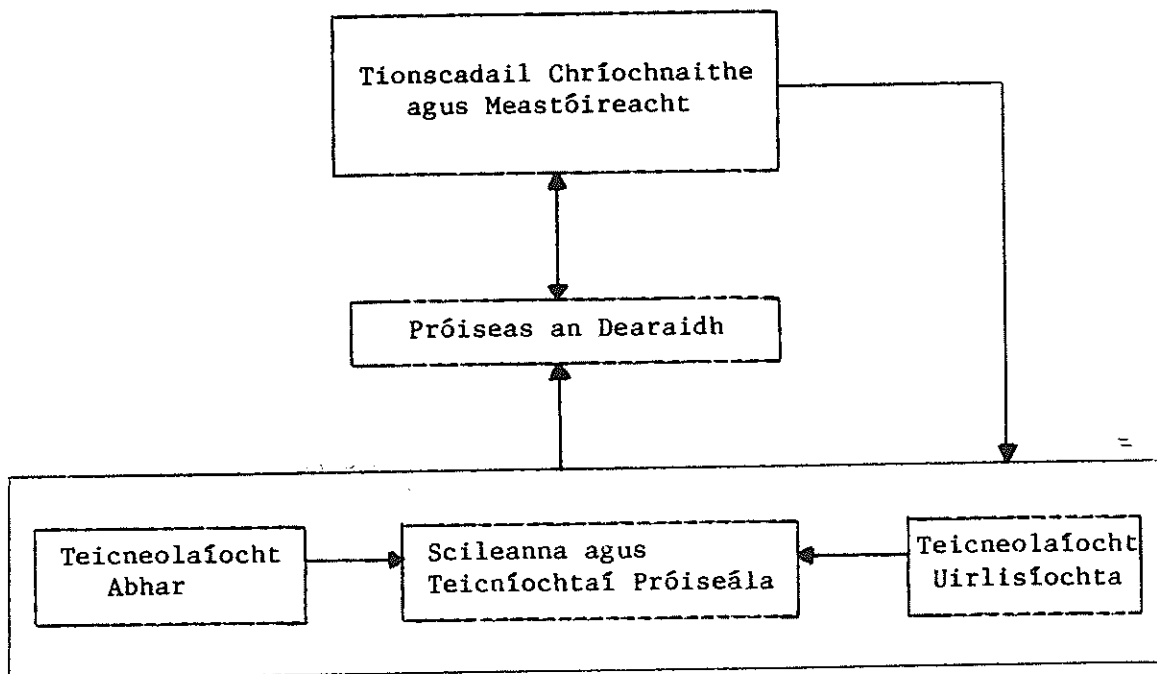 Tionscadail Chríochnaithe
agus Meastóireacht
Próiseas an Dearaidh
Teicneolaíocht
Abhar
Scileanna agus
Teicníochtaí Próiseála
Teicneolaíocht
Uirlisíochta